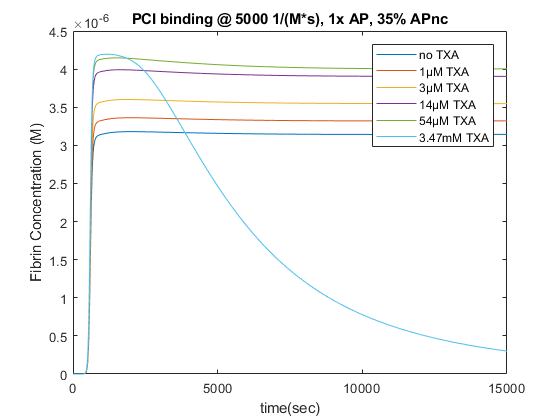 PCI binding @ 5000 1/(M*s), 1x AP, 35% APnc
×10^-6
4.5
4
3.5
3
2.5
2
1.5
1
0.5
0
Fibrin Concentration (M)
no TXA
1µM TXA
3µM TXA
14µM TXA
54µM TXA
3.47mM TXA
0 5000 10000 15000
time(sec)